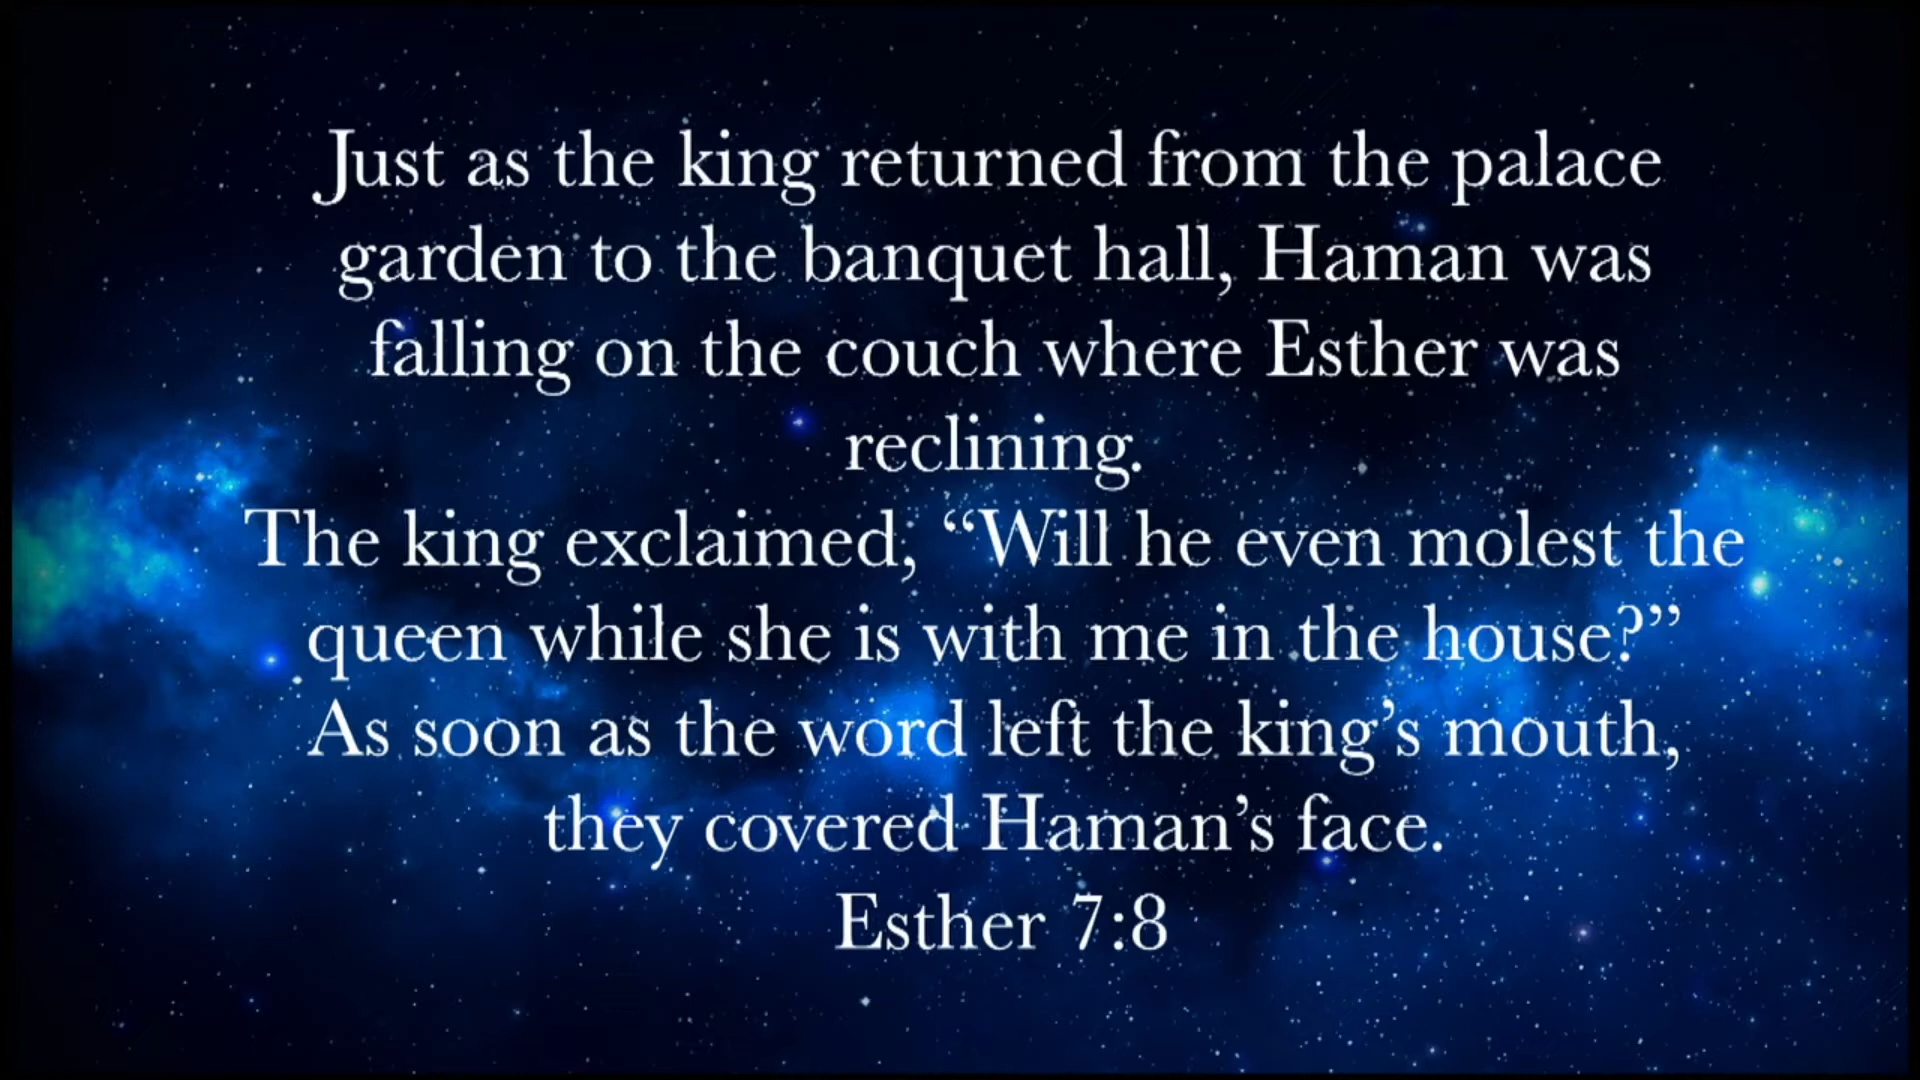 Just as the king returned from the palace
garden to the banquet hall, Haman was
falling on the couch where Esther was
reclining.
The king exclaimed, “Will he even molest the
queen while she is with me in the house?”
As soon as the word left the king’s mouth,
they covered Haman’s face.
Esther 7:8